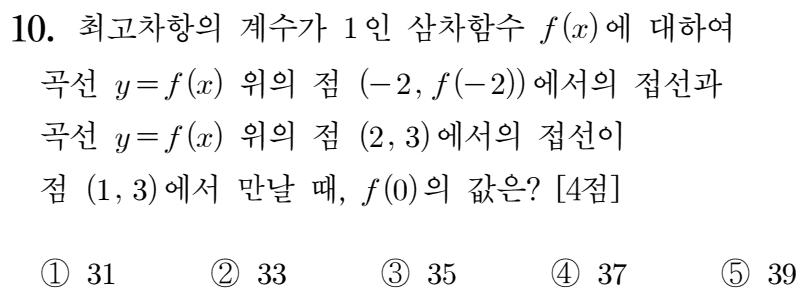 10. 최고차항의 계수가 1인 삼차함수 f(x)에 대하여
곡선 y=f(x) 위의 점 (-2, f(-2))에서의 접선과
곡선 y=f(x) 위의 점 (2, 3)에서의 접선이
점 (1, 3)에서 만날 때, f(0)의 값은? [4점]
① 31 ② 33 ③ 35 ④ 37 ⑤ 39